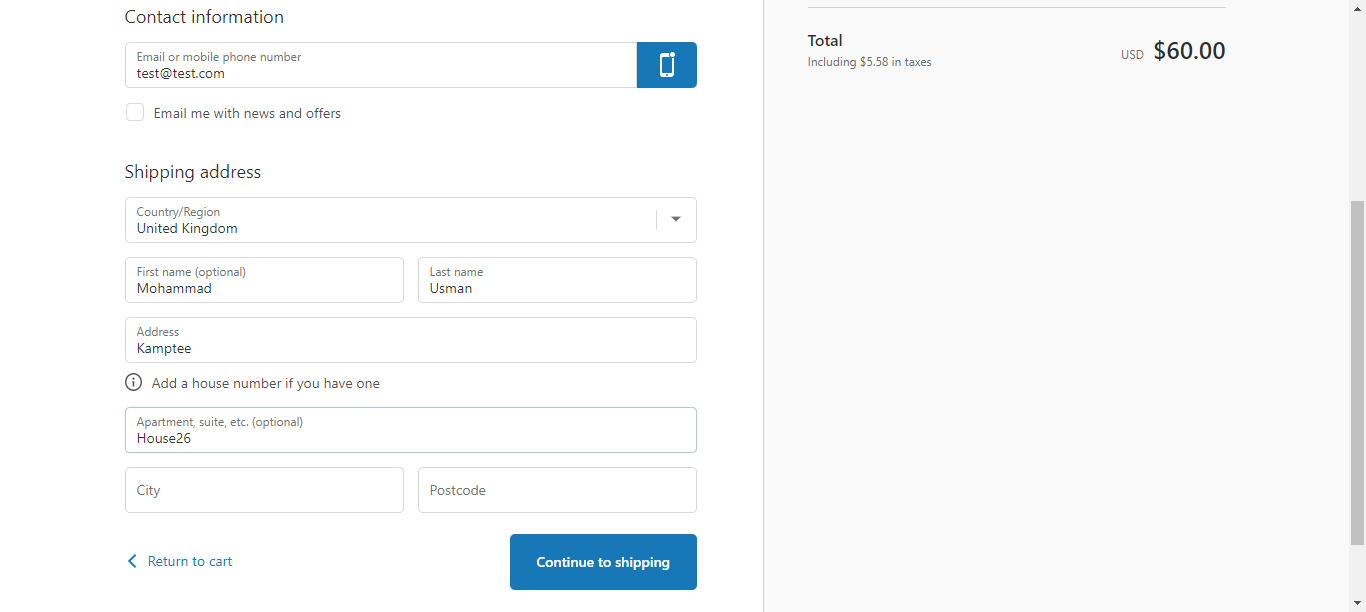 Contact information
Email or mobile phone number
test@test.com
Email me with news and offers
Shipping address
Country/Region
United Kingdom
First name (optional)
Mohammad
Last name
Usman
Address
Kamptee
Add a house number if you have one
Apartment, suite, etc. (optional)
House26
City
Postcode
Return to cart
Continue to shipping
Total
Including $5.58 in taxes
USD $60.00